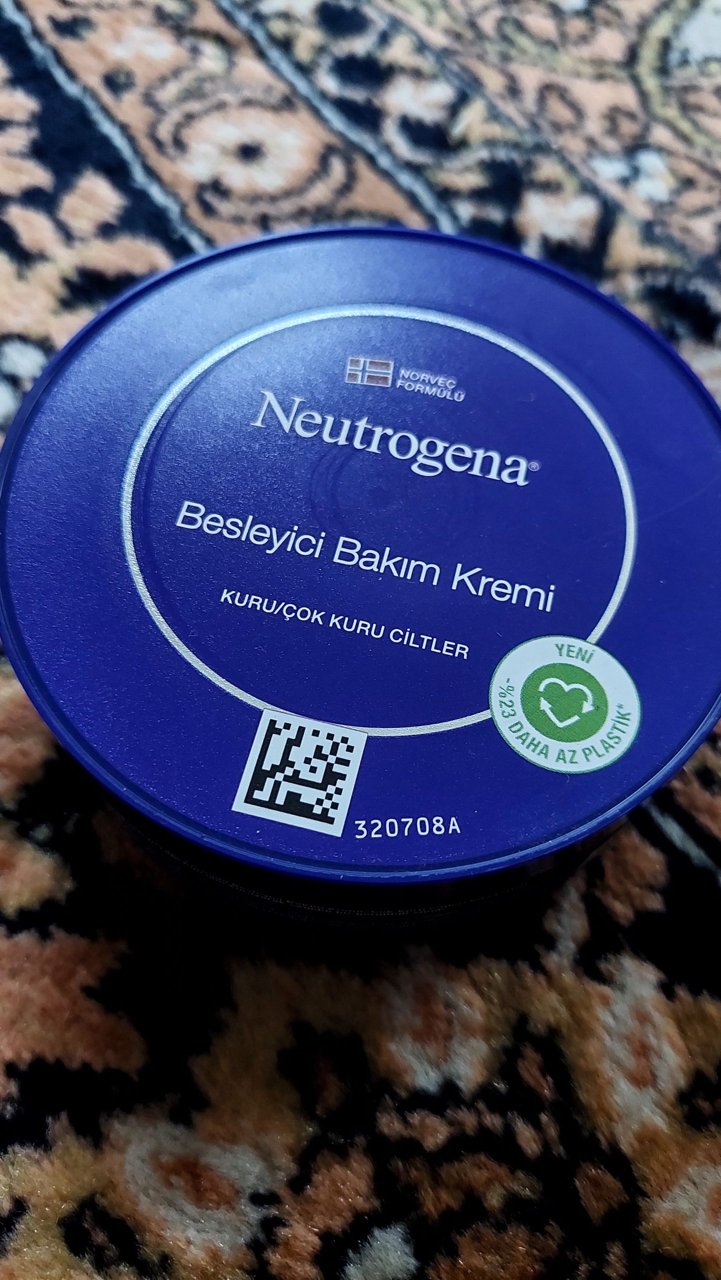 NORVEÇ
FORMÜLÜ
Neutrogena®
Besleyici Bakım Kremi
KURU/ÇOK KURU CİLTLER
YENİ
-%23 DAHA AZ PLASTİK*
320708A